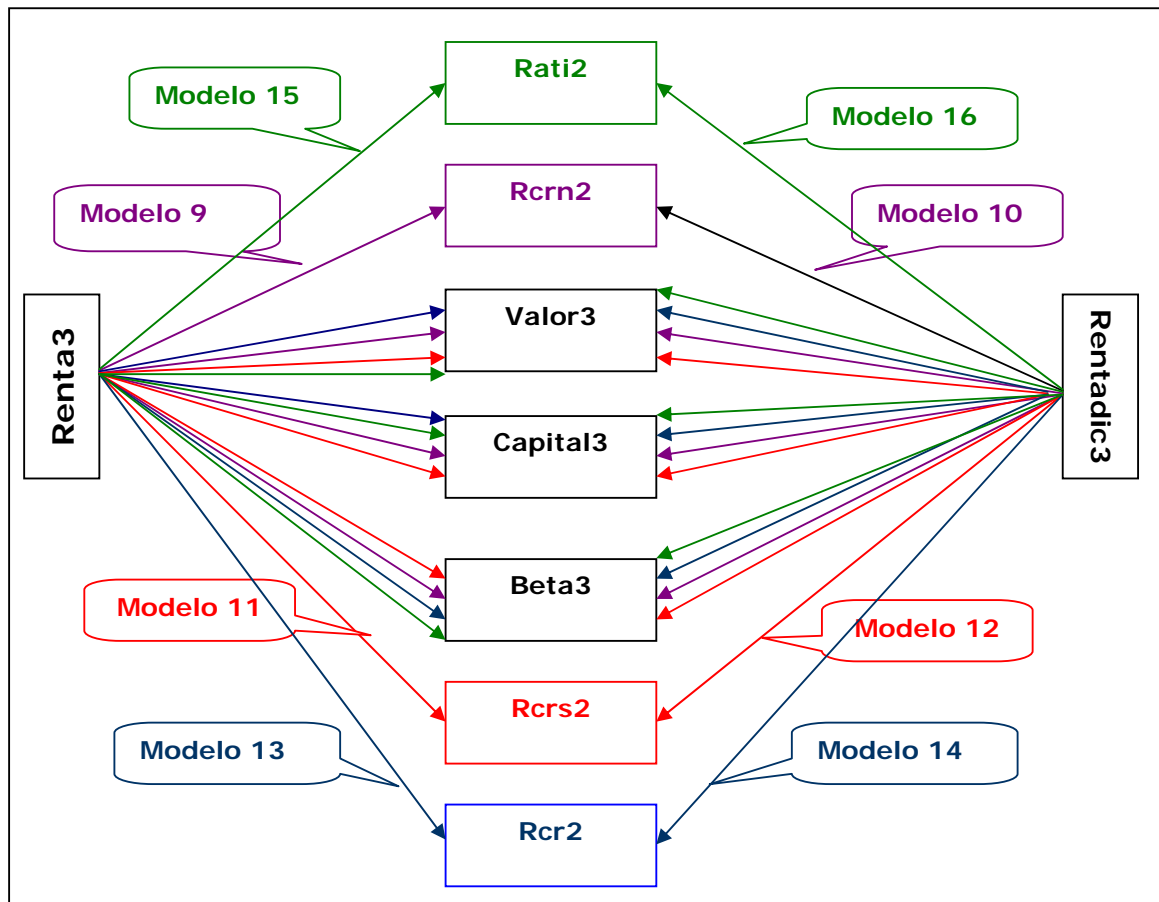 Rati2
Modelo 15
Modelo 16
Rcrn2
Modelo 9
Modelo 10
Valor3
Renta3
Rentadic3
Capital3
Beta3
Modelo 11
Modelo 12
Rcrs2
Modelo 13
Modelo 14
Rcr2